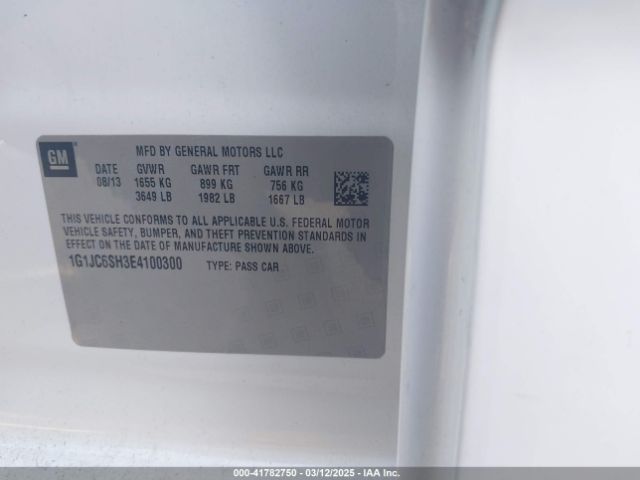 GM
MFD BY GENERAL MOTORS LLC
DATE GVWR GAWR FRT GAWR RR
08/13 1655 KG 899 KG 756 KG
3649 LB 1982 LB 1667 LB
THIS VEHICLE CONFORMS TO ALL APPLICABLE U.S. FEDERAL MOTOR
VEHICLE SAFETY, BUMPER, AND THEFT PREVENTION STANDARDS IN
EFFECT ON THE DATE OF MANUFACTURE SHOWN ABOVE.
1G1JC6SH3E4100300 TYPE: PASS CAR
000-41782750 - 03/12/2025 - IAA Inc.